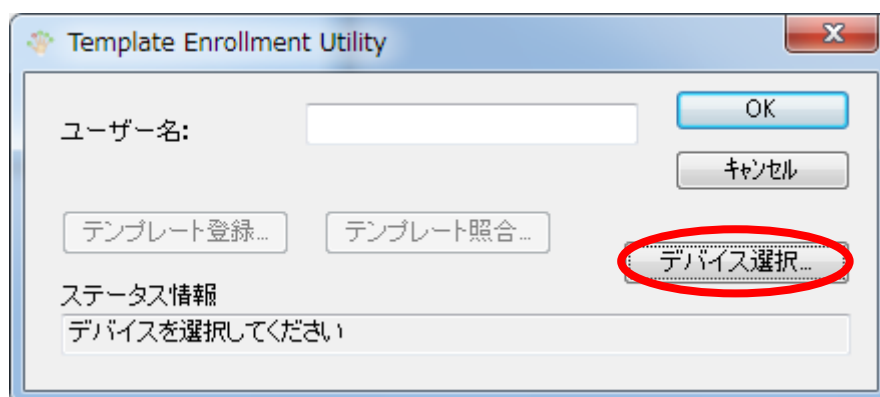 Template Enrollment Utility
ユーザー名:
OK
キャンセル
テンプレート登録...
テンプレート照合...
デバイス選択...
ステータス情報
デバイスを選択してください